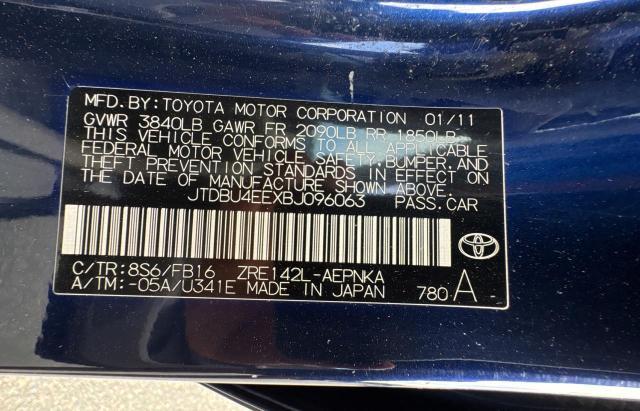 MFD. BY: TOYOTA MOTOR CORPORATION 01/11
GVWR 3840LB GAWR FR 2090LB RR 1850LB
THIS VEHICLE CONFORMS TO ALL APPLICABLE
FEDERAL MOTOR VEHICLE SAFETY, BUMPER, AND
THEFT PREVENTION STANDARDS IN EFFECT ON
THE DATE OF MANUFACTURE SHOWN ABOVE.
JTDBU4EEXBJ096063 PASS.CAR
C/TR:8S6/FB16 ZRE142L-AEPNKA
A/TM:-05A/U341E MADE IN JAPAN 780 A